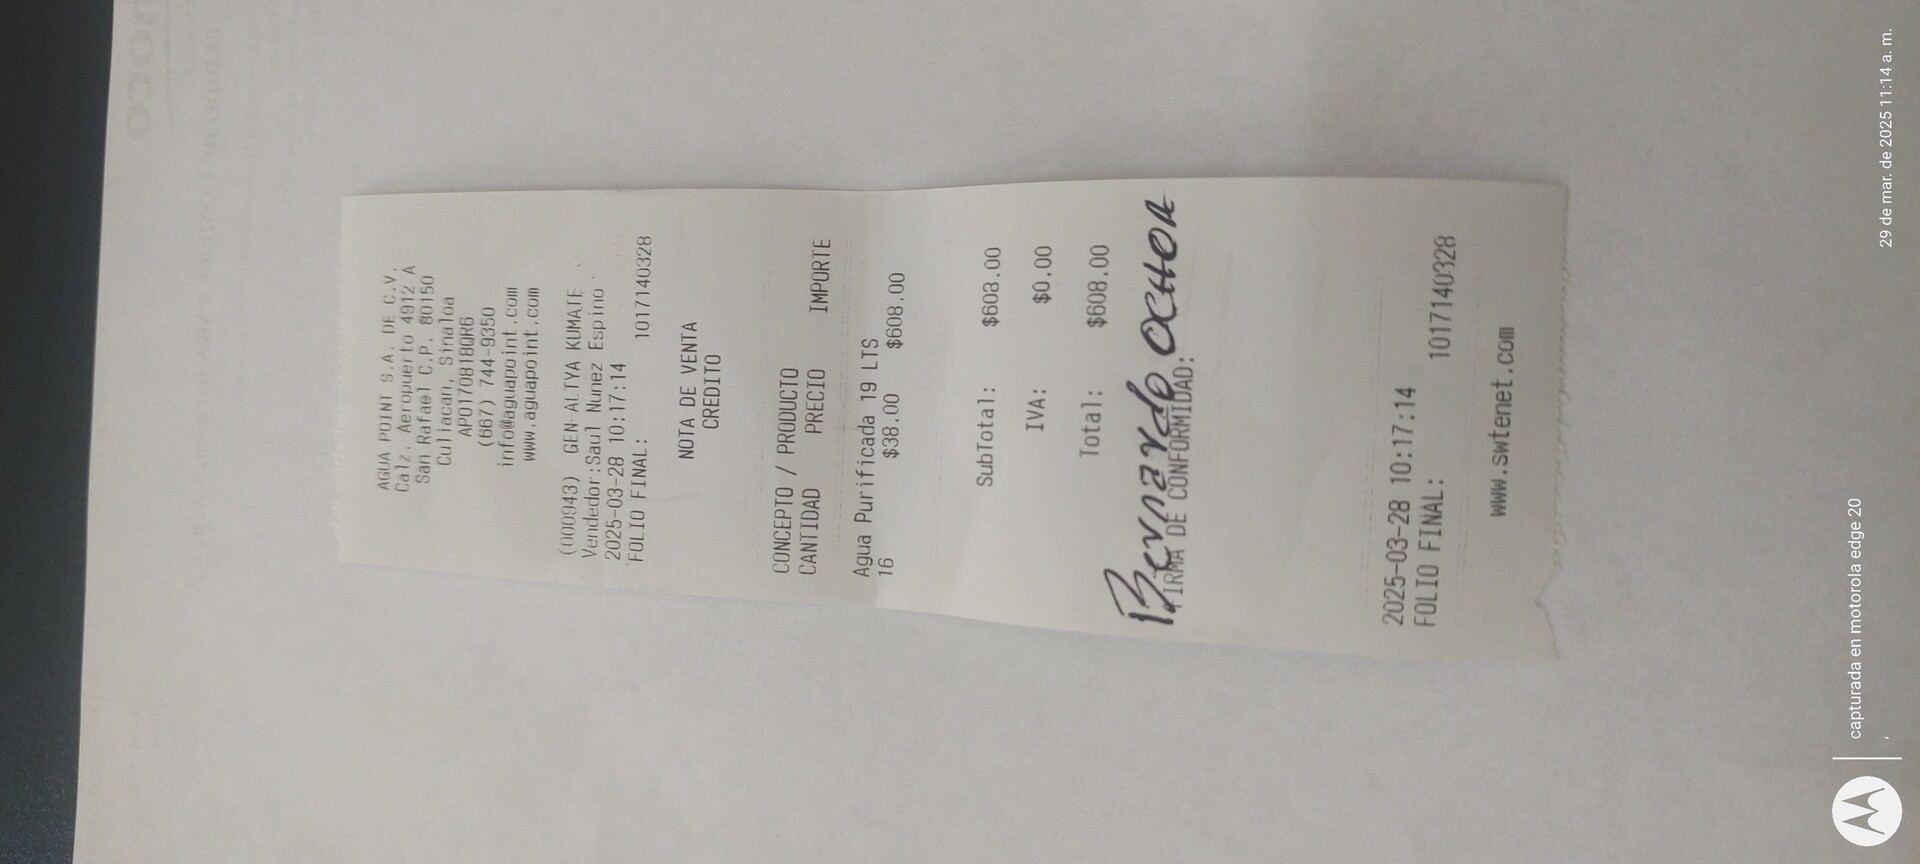 AGUA POINT S.A. DE C.V.
Calz. Aeropuerto 4912 A
San Rafael C.P. 80150
Culiacan, Sinaloa
APO170818QR6
(667) 744-9350
info@aguapoint.com
www.aguapoint.com
(000943) GEN-ALTYA KUMATE
Vendedor:Saul Nunez Espino
2025-03-28 10:17:14
FOLIO FINAL: 1017140328
NOTA DE VENTA
CREDITO
CONCEPTO / PRODUCTO
CANTIDAD PRECIO IMPORTE
Agua Purificada 19 LTS
16 $38.00 $608.00
SubTotal: $608.00
IVA: $0.00
Total: $608.00
Bernardo OCHOA
FIRMA DE CONFORMIDAD:
2025-03-28 10:17:14
FOLIO FINAL: 1017140328
www.swtenet.com
capturada en motorola edge 20
29 de mar. de 2025 11:14 a. m.